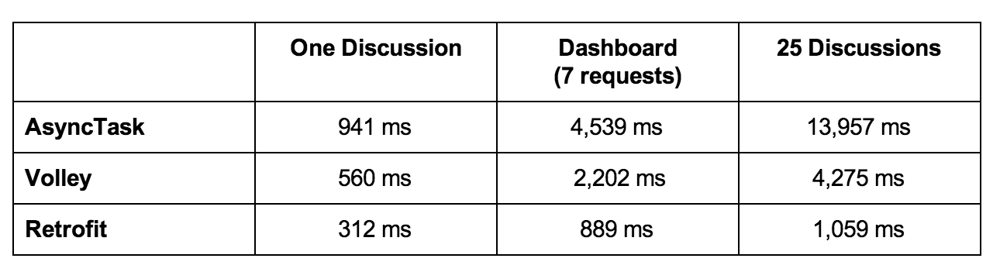 One Discussion
Dashboard
(7 requests)
25 Discussions
AsyncTask
941 ms
4,539 ms
13,957 ms
Volley
560 ms
2,202 ms
4,275 ms
Retrofit
312 ms
889 ms
1,059 ms